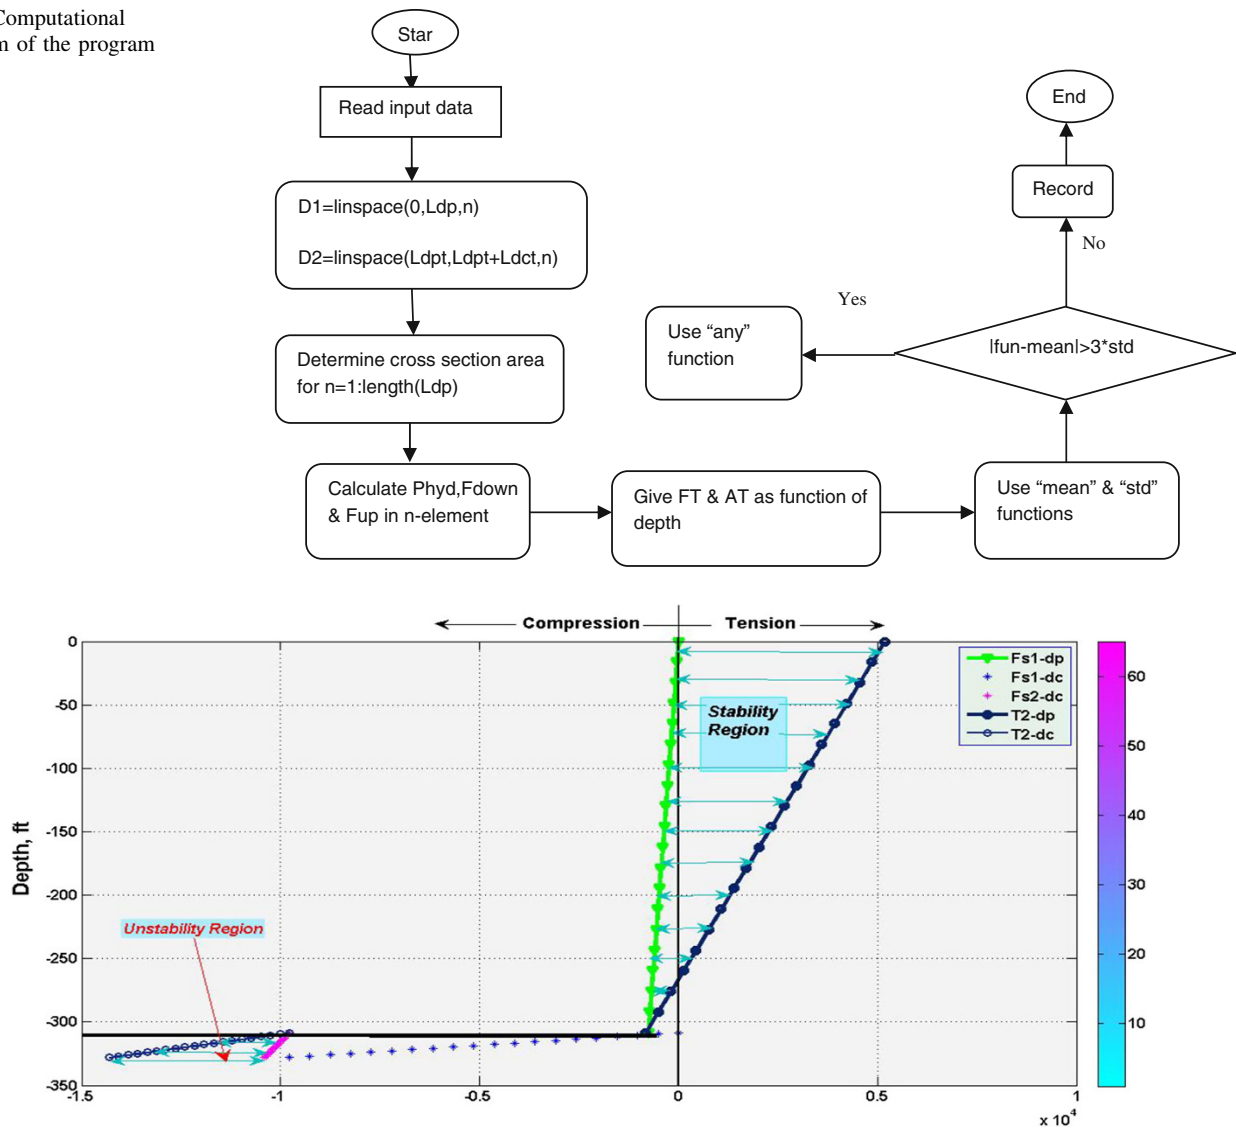 Computational
m of the program
Star
Read input data
D1=linspace(0,Ldp,n)
D2=linspace(Ldpt,Ldpt+Ldct,n)
Determine cross section area
for n=1:length(Ldp)
Calculate Phyd,Fdown
& Fup in n-element
Give FT & AT as function of
depth
Use “mean” & “std”
functions
|fun-mean|>3*std
Yes
Use “any”
function
No
Record
End
Compression
Tension
0
-50
-100
-150
-200
-250
-300
-350
Depth, ft
Stability
Region
Unstability Region
Fs1-dp
Fs1-dc
Fs2-dc
T2-dp
T2-dc
60
50
40
30
20
10
-1.5
-1
-0.5
0
0.5
1
x 10⁴